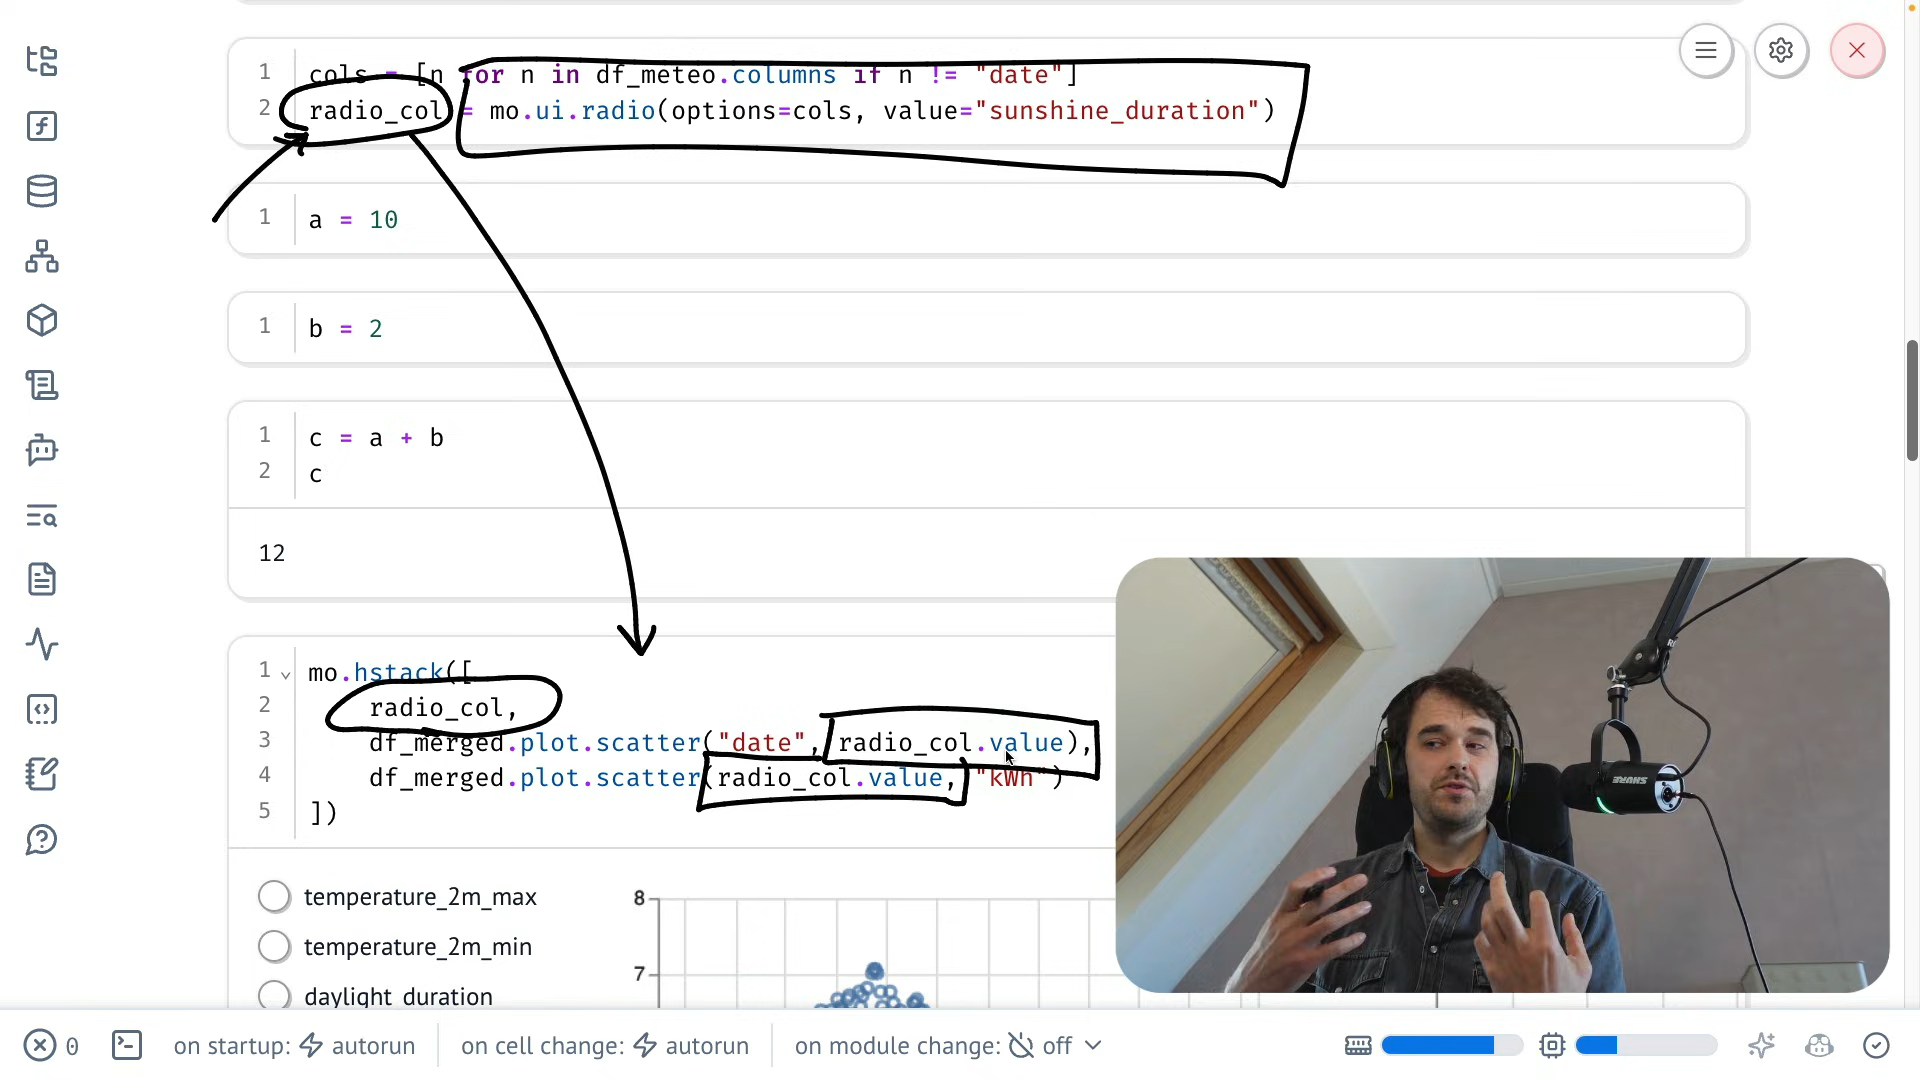 1 cols = [n for n in df_meteo.columns if n != "date"]
2 radio_col = mo.ui.radio(options=cols, value="sunshine_duration")
1 a = 10
1 b = 2
1 c = a + b
2 c
12
1 mo.hstack([
2 radio_col,
3 df_merged.plot.scatter("date", radio_col.value),
4 df_merged.plot.scatter(radio_col.value, "kWh")
5 ])
temperature_2m_max
temperature_2m_min
daylight_duration
8
7
SHURE
0 on startup: autorun on cell change: autorun on module change: off